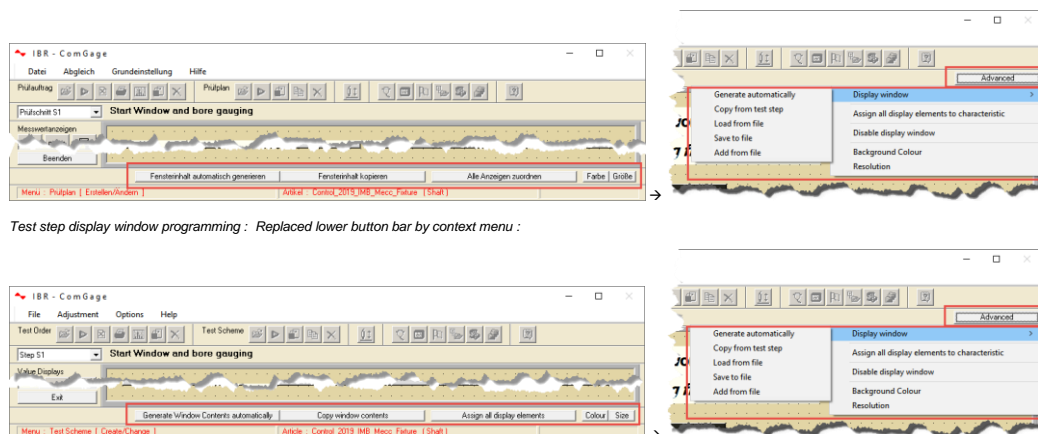 IBR - ComGage
Datei Abgleich Grundeinstellung Hilfe
Prüfauftrag Prüfplan
Prüfschritt S1 Start Window and bore gauging
Messwertanzeigen
Beenden
Fensterinhalt automatisch generieren Fensterinhalt kopieren Alle Anzeigen zuordnen Farbe Größe
Menü : Prüfplan [ Erstellen/Ändern ] Artikel : Control_2019_IMB_Mecc_Fixture (Shaft)
→
Advanced
Generate automatically
Copy from test step
Load from file
Save to file
Add from file
Display window >
Assign all display elements to characteristic
Disable display window
Background Colour
Resolution
Test step display window programming : Replaced lower button bar by context menu :
IBR - ComGage
File Adjustment Options Help
Test Order Test Scheme
Step S1 Start Window and bore gauging
Value Displays
Exit
Generate Window Contents automatically Copy window contents Assign all display elements Colour Size
Menu : Test Scheme [ Create/Change ] Article : Control_2019_IMB_Mecc_Fixture (Shaft)
Advanced
Generate automatically
Copy from test step
Load from file
Save to file
Add from file
Display window >
Assign all display elements to characteristic
Disable display window
Background Colour
Resolution